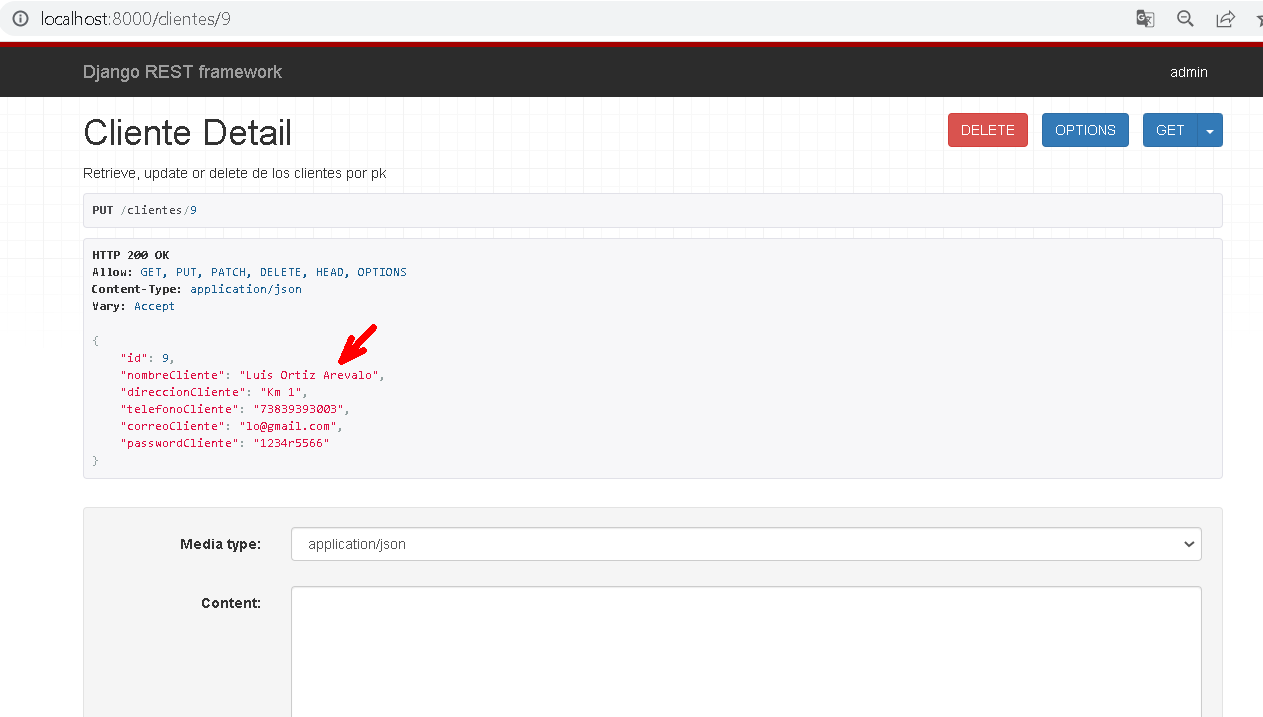 localhost:8000/clientes/9
Django REST framework
admin
Cliente Detail
DELETE
OPTIONS
GET
Retrieve, update or delete de los clientes por pk
PUT /clientes/9
HTTP 200 OK
Allow: GET, PUT, PATCH, DELETE, HEAD, OPTIONS
Content-Type: application/json
Vary: Accept
{
"id": 9,
"nombreCliente": "Luis Ortiz Arevalo",
"direccionCliente": "Km 1",
"telefonoCliente": "73839393003",
"correoCliente": "lo@gmail.com",
"passwordCliente": "1234r5566"
}
Media type:
application/json
Content: